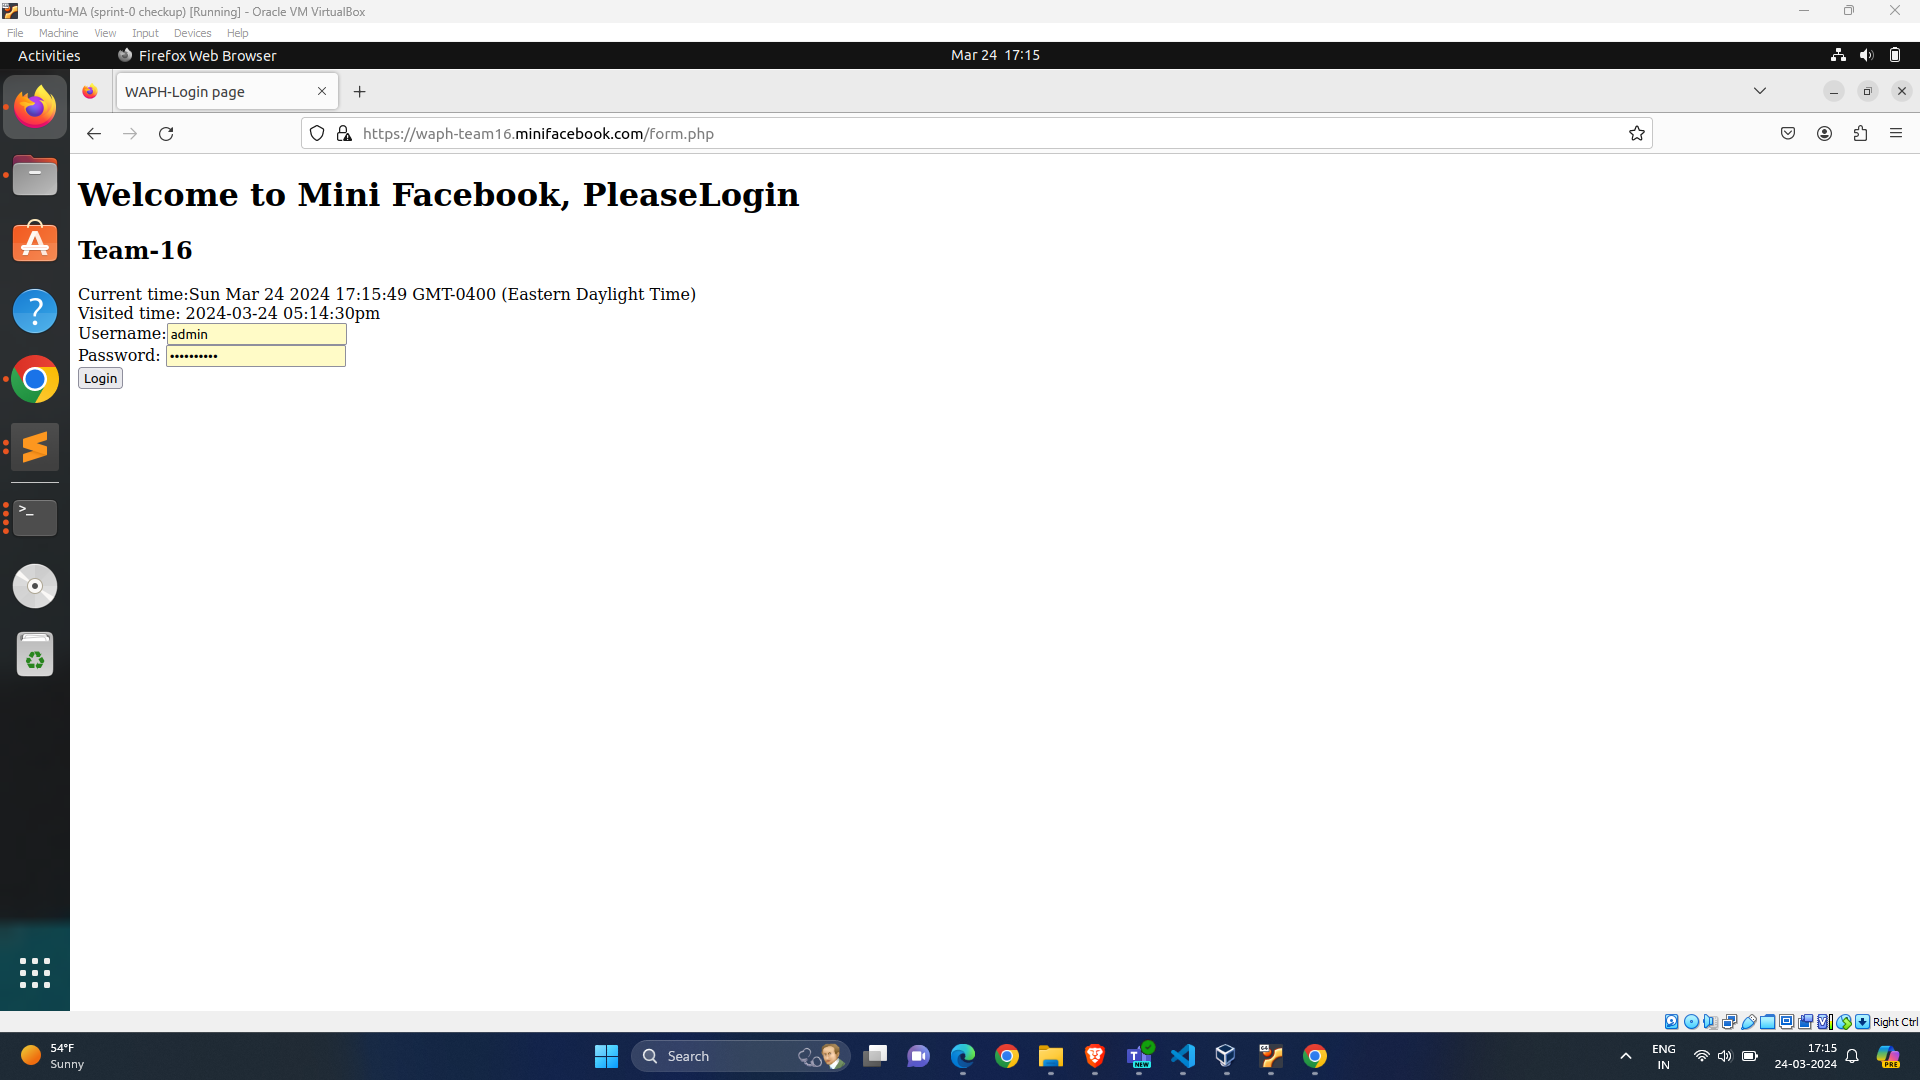 Ubuntu-MA (sprint-0 checkup) [Running] - Oracle VM VirtualBox
File Machine View Input Devices Help
Activities Firefox Web Browser Mar 24 17:15
WAPH-Login page
https://waph-team16.minifacebook.com/form.php
Welcome to Mini Facebook, PleaseLogin
Team-16
Current time:Sun Mar 24 2024 17:15:49 GMT-0400 (Eastern Daylight Time)
Visited time: 2024-03-24 05:14:30pm
Username: admin
Password: ••••••••••
Login
>_
Right Ctrl
54°F
Sunny
Search
NEW
ENG
IN
17:15
24-03-2024
PRE